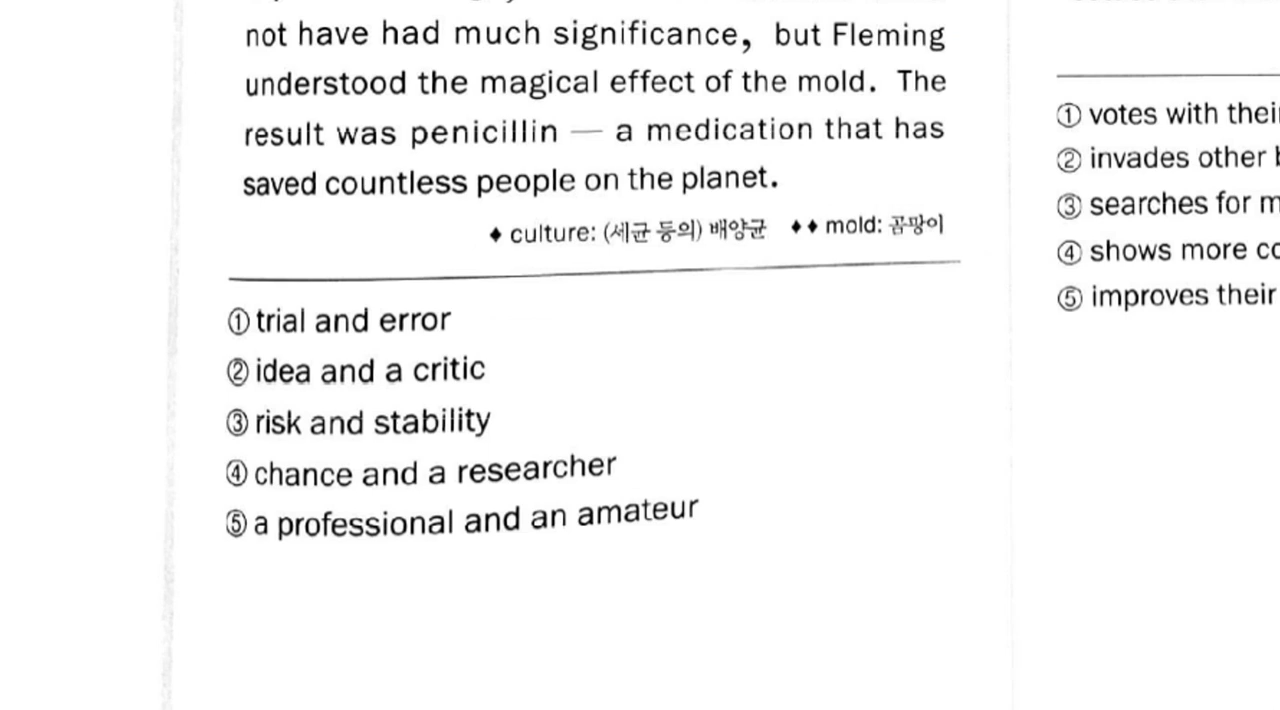 not have had much significance, but Fleming
understood the magical effect of the mold. The
result was penicillin — a medication that has
saved countless people on the planet.
♦ culture: (세균 등의) 배양균 ♦♦ mold: 곰팡이
① trial and error
② idea and a critic
③ risk and stability
④ chance and a researcher
⑤ a professional and an amateur
① votes with their
② invades other
③ searches for
④ shows more
⑤ improves their